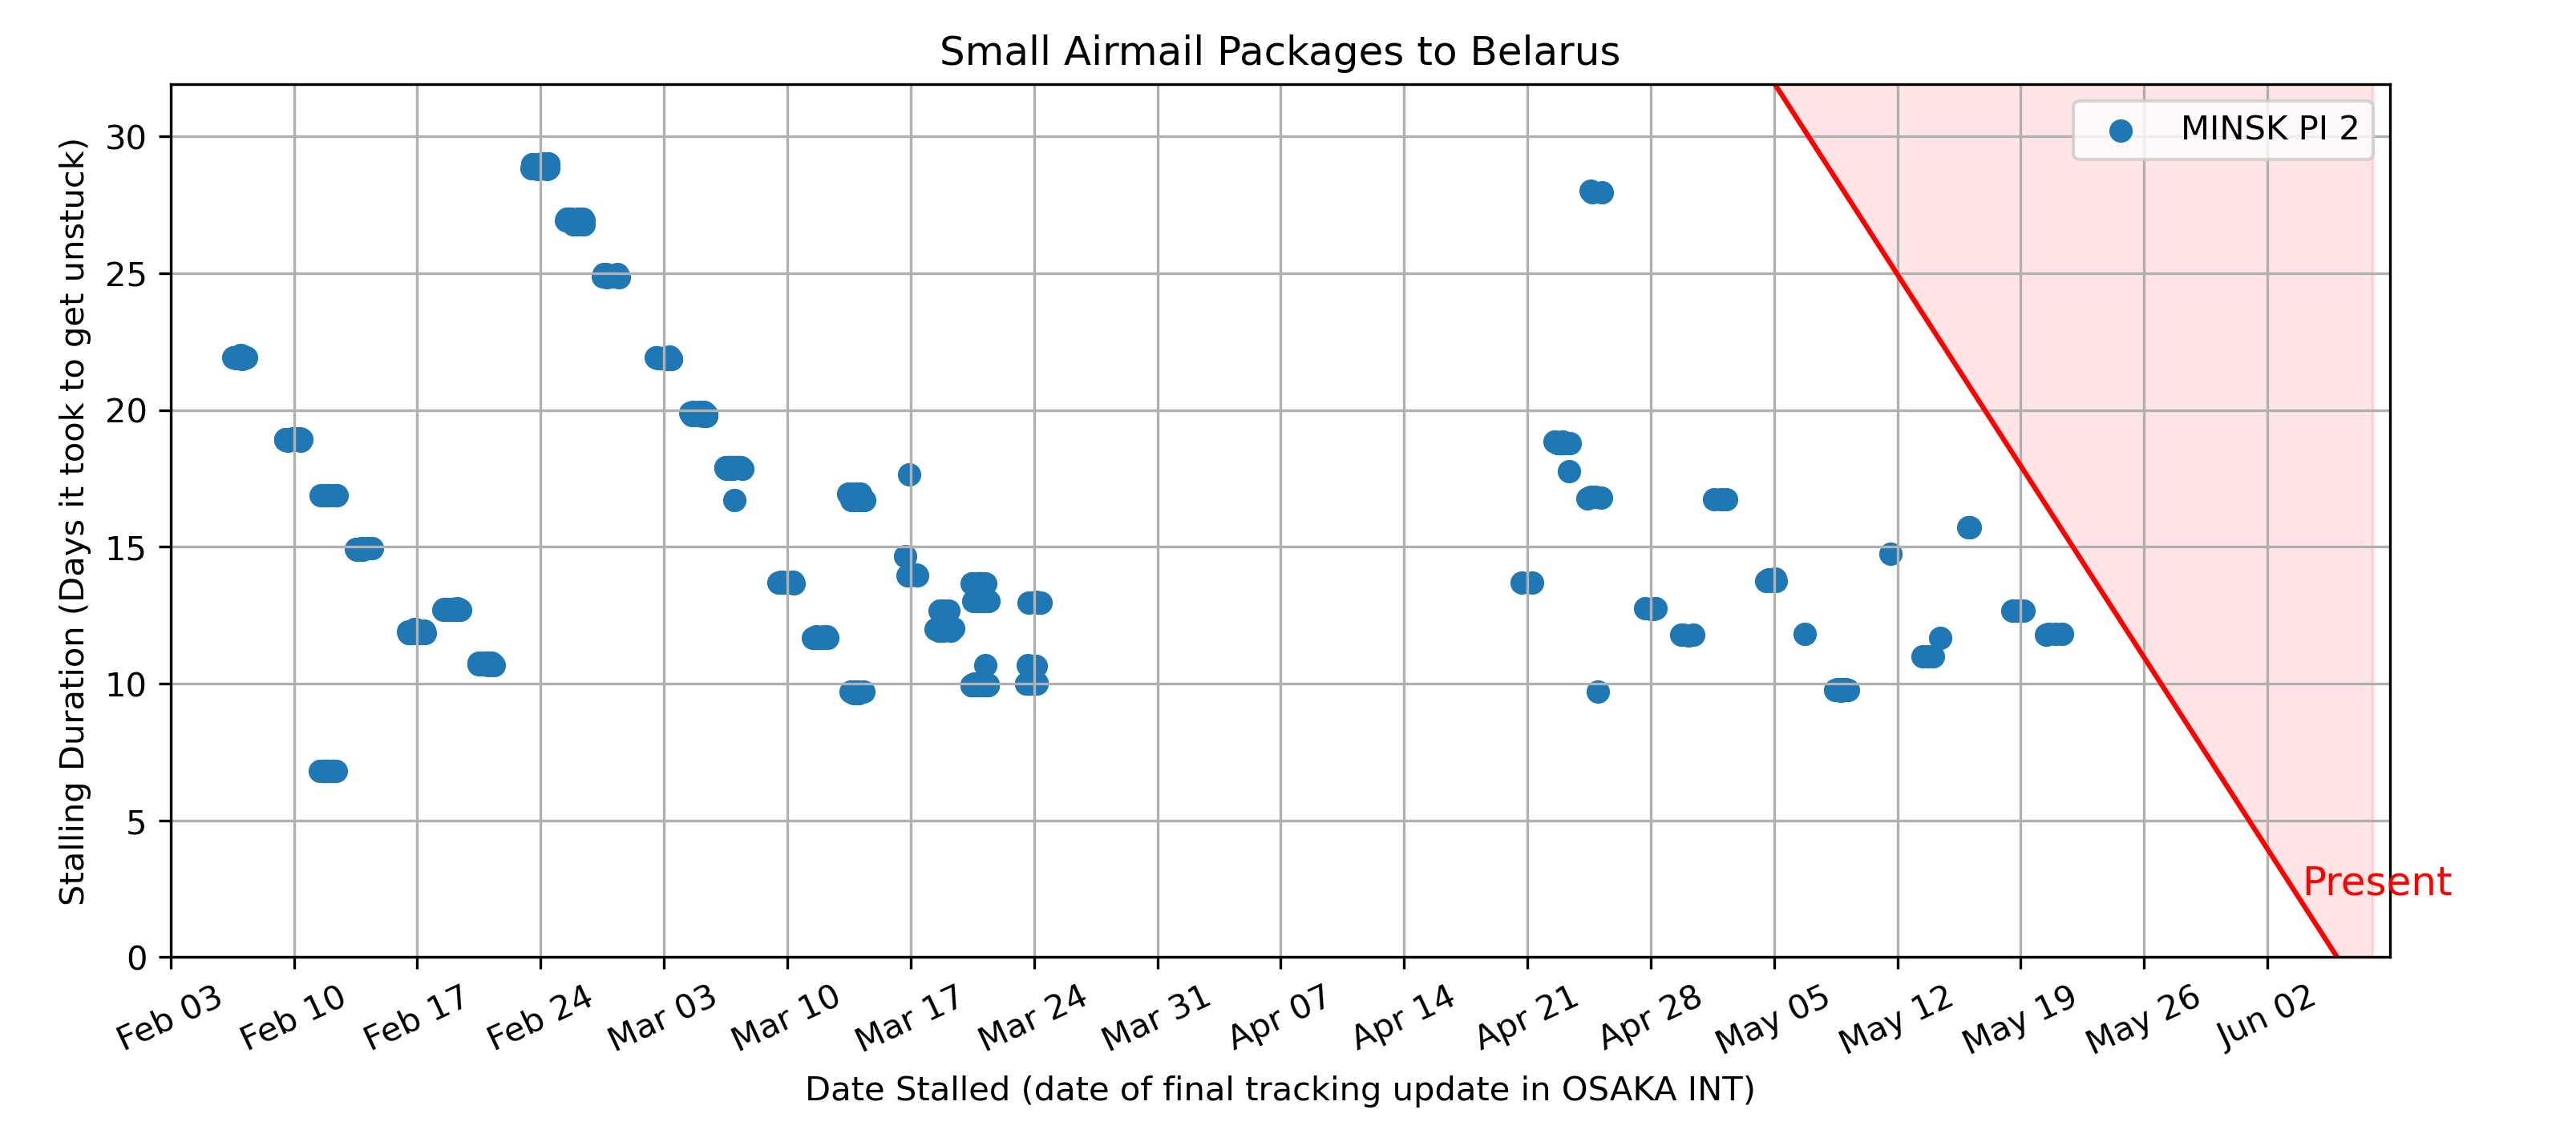 Small Airmail Packages to Belarus
MINSK PI 2
Stalling Duration (Days it took to get unstuck)
30
25
20
15
10
5
0
Present
Feb 03
Feb 10
Feb 17
Feb 24
Mar 03
Mar 10
Mar 17
Mar 24
Mar 31
Apr 07
Apr 14
Apr 21
Apr 28
May 05
May 12
May 19
May 26
Jun 02
Date Stalled (date of final tracking update in OSAKA INT)